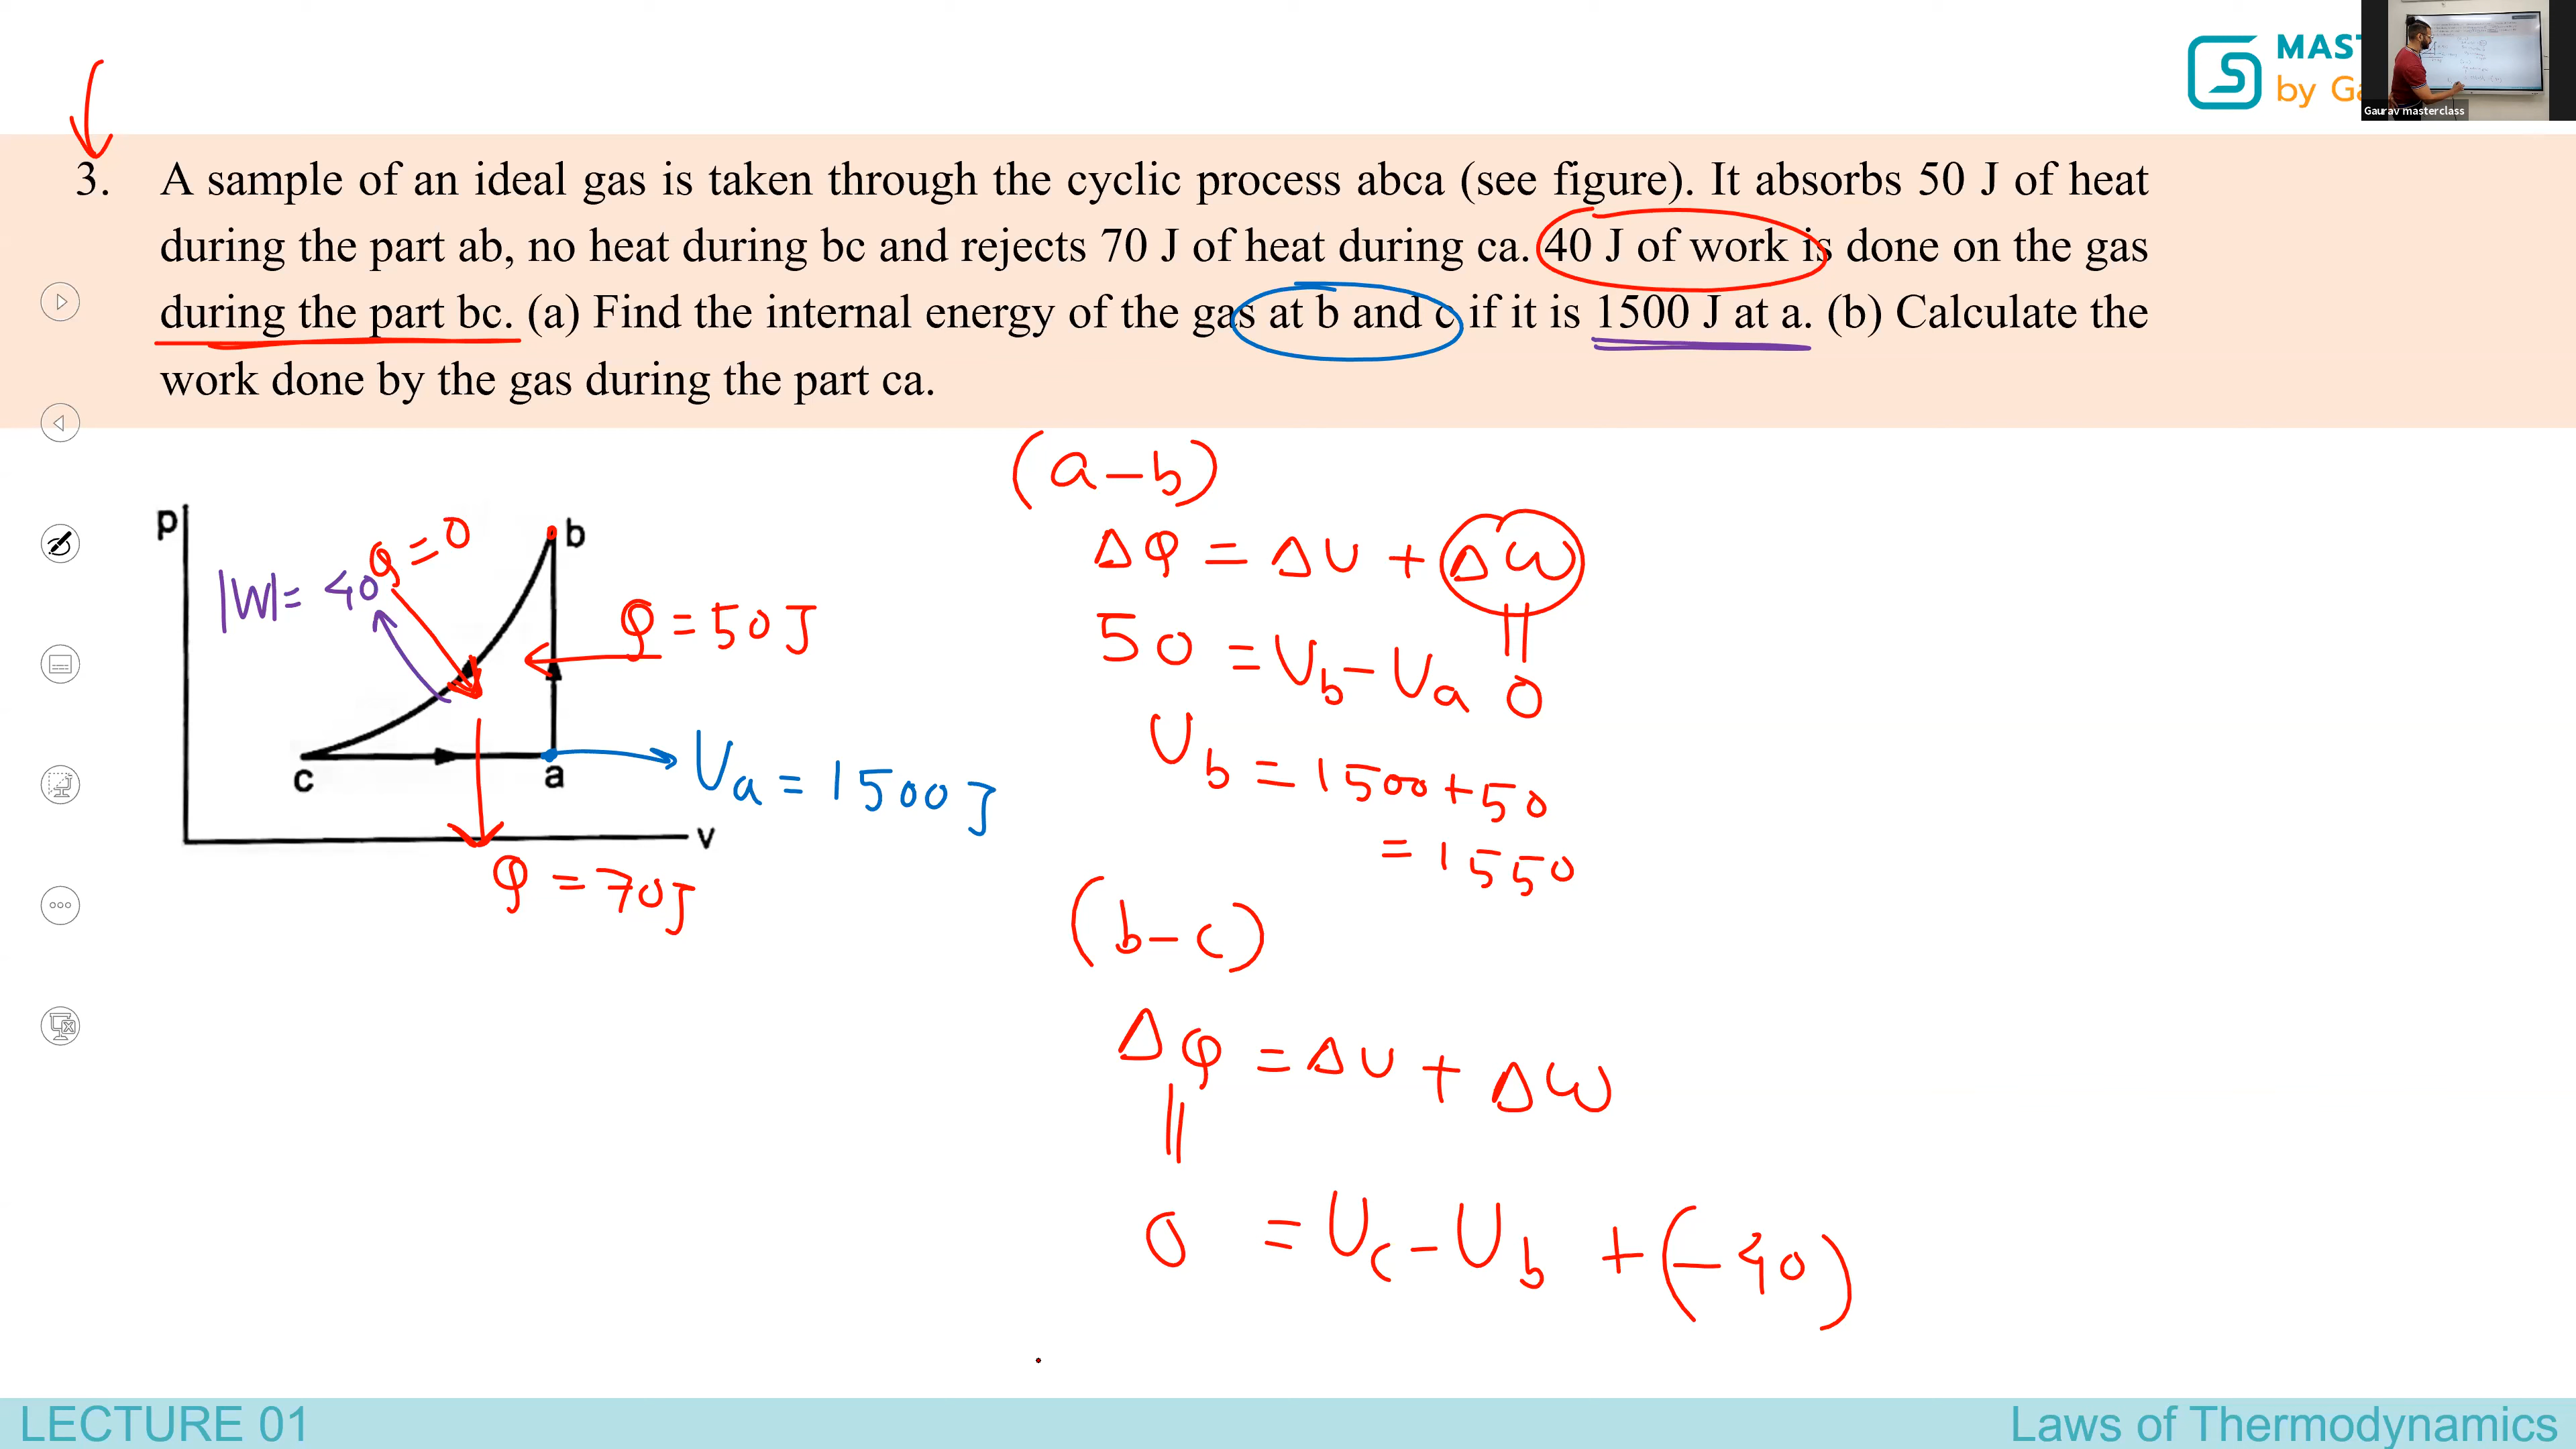 MAST
by Ga
Gaurav masterclass
3. A sample of an ideal gas is taken through the cyclic process abca (see figure). It absorbs 50 J of heat
during the part ab, no heat during bc and rejects 70 J of heat during ca. 40 J of work is done on the gas
during the part bc. (a) Find the internal energy of the gas at b and c if it is 1500 J at a. (b) Calculate the
work done by the gas during the part ca.
p
b
Q = 0
|W| = 40
Q = 50 J
c
a
Ua = 1500 J
v
Q = 70 J
(a - b)
ΔQ = ΔU + ΔW
50 = Ub - Ua 0
Ub = 1500 + 50
= 1550
(b - c)
ΔQ = ΔU + ΔW
0 = Uc - Ub + (-40)
LECTURE 01
Laws of Thermodynamics